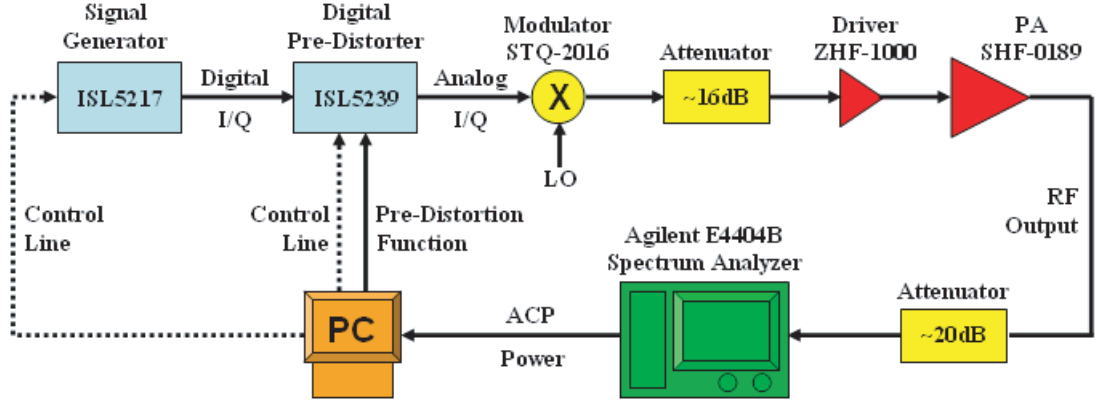 Signal
Generator
Digital
Pre-Distorter
Modulator
STQ-2016
Attenuator
Driver
ZHF-1000
PA
SHF-0189
ISL5217
Digital
I/Q
ISL5239
Analog
I/Q
X
~16dB
LO
Control
Line
Control
Line
Pre-Distortion
Function
RF
Output
Agilent E4404B
Spectrum Analyzer
Attenuator
~20dB
PC
ACP
Power